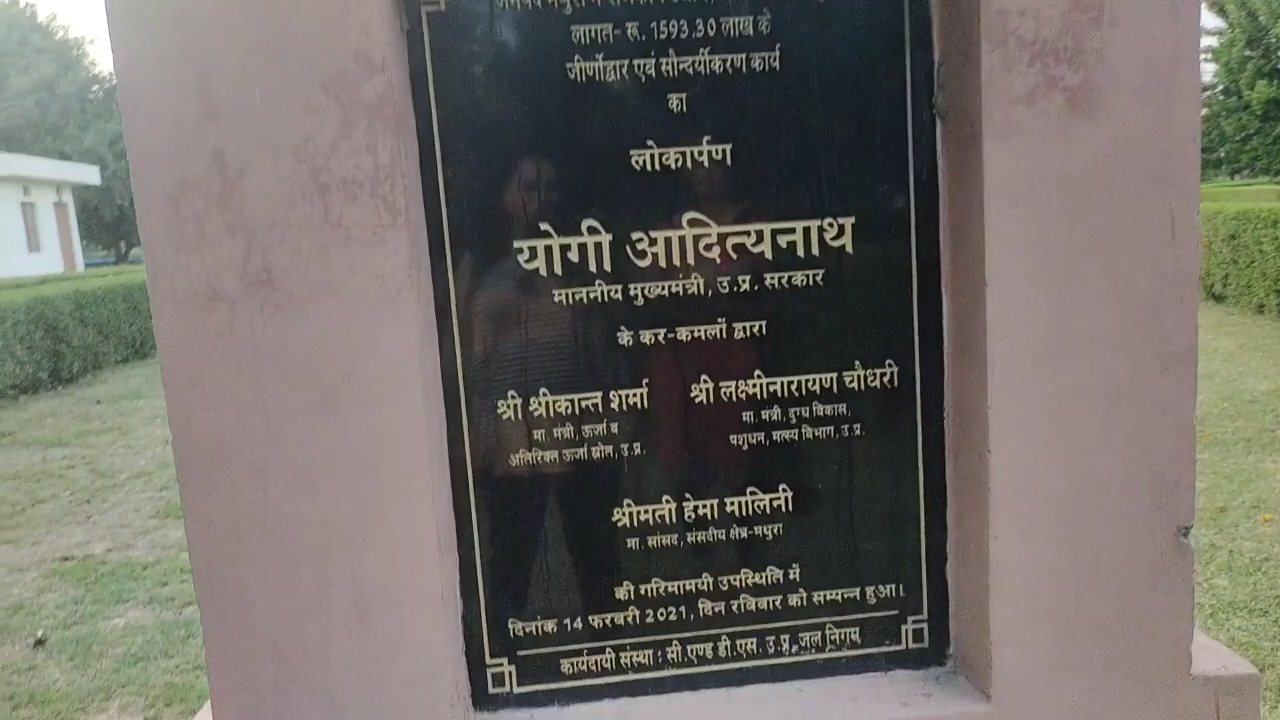 लागत- रू. 1593.30 लाख के
जीर्णोद्वार एवं सौन्दर्यीकरण कार्य
का
लोकार्पण
योगी आदित्यनाथ
माननीय मुख्यमंत्री, उ.प्र. सरकार
के कर-कमलों द्वारा
श्री श्रीकान्त शर्मा
मा. मंत्री, ऊर्जा व
अतिरिक्त ऊर्जा स्रोत, उ.प्र.
श्री लक्ष्मीनारायण चौधरी
मा. मंत्री, दुग्ध विकास,
पशुधन, मत्स्य विभाग, उ.प्र.
श्रीमती हेमा मालिनी
मा. सांसद, संसदीय क्षेत्र-मथुरा
की गरिमामयी उपस्थिति में
दिनांक 14 फरवरी 2021, दिन रविवार को सम्पन्न हुआ।
कार्यदायी संस्था : सी.एण्ड डी.एस. उ.प्र. जल निगम